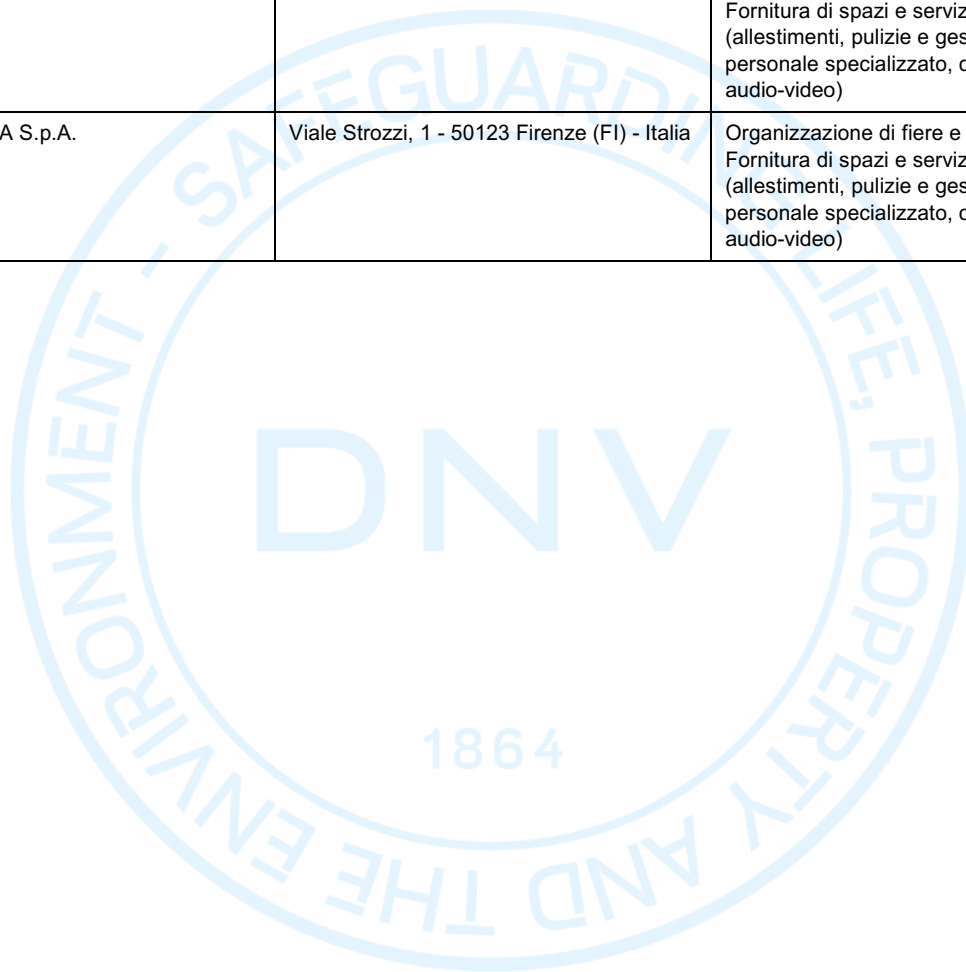 Fornitura di spazi e serviz
(allestimenti, pulizie e ges
personale specializzato,
audio-video)
A S.p.A.
Viale Strozzi, 1 - 50123 Firenze (FI) - Italia
Organizzazione di fiere e
Fornitura di spazi e serviz
(allestimenti, pulizie e ges
personale specializzato,
audio-video)
SAFEGUARDING LIFE, PROPERTY AND THE ENVIRONMENT -
DNV
1864